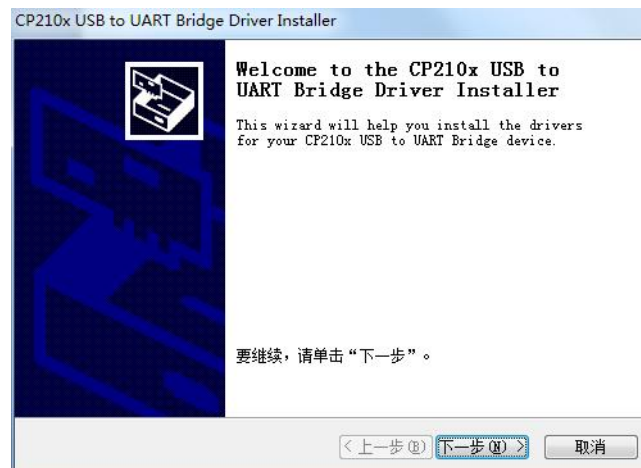 CP210x USB to UART Bridge Driver Installer
Welcome to the CP210x USB to
UART Bridge Driver Installer
This wizard will help you install the drivers
for your CP210x USB to UART Bridge device.
要继续，请单击“下一步”。
< 上一步(B) 下一步(N) > 取消